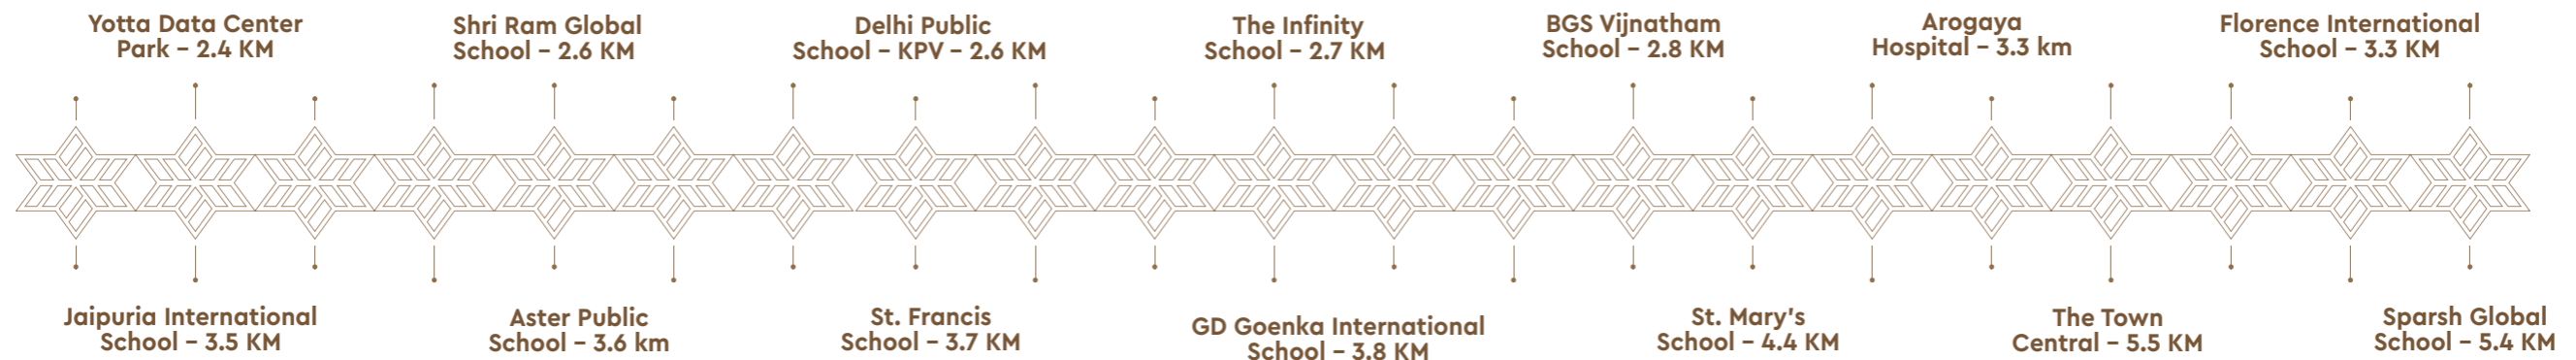 Yotta Data Center
Park – 2.4 KM
Shri Ram Global
School – 2.6 KM
Delhi Public
School – KPV – 2.6 KM
The Infinity
School – 2.7 KM
BGS Vijnatham
School – 2.8 KM
Arogaya
Hospital – 3.3 km
Florence International
School – 3.3 KM
Jaipuria International
School – 3.5 KM
Aster Public
School – 3.6 km
St. Francis
School – 3.7 KM
GD Goenka International
School – 3.8 KM
St. Mary's
School – 4.4 KM
The Town
Central – 5.5 KM
Sparsh Global
School – 5.4 KM